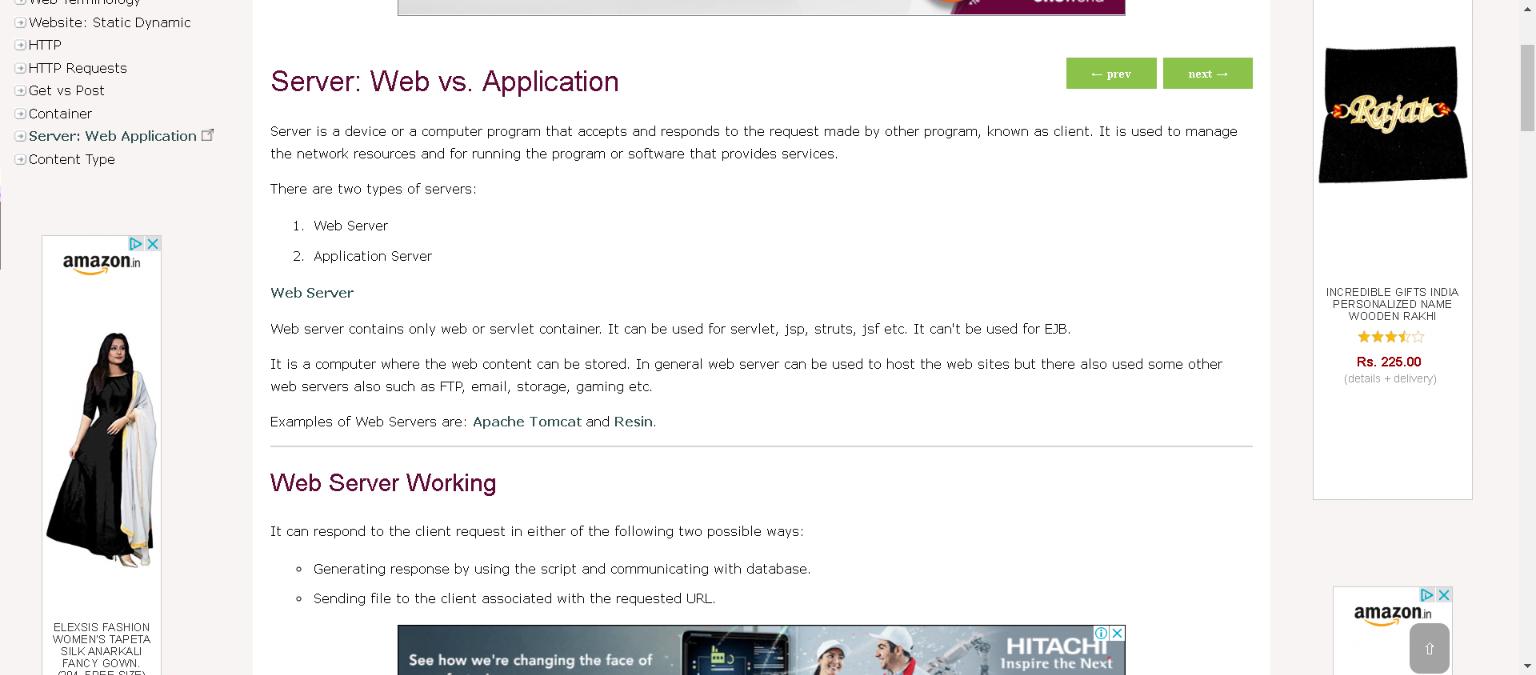 Website: Static Dynamic
HTTP
HTTP Requests
Get vs Post
Container
Server: Web Application
Content Type
amazon.in
ELEXSIS FASHION
WOMEN'S TAPETA
SILK ANARKALI
FANCY GOWN.
Server: Web vs. Application
← prev
next →
Server is a device or a computer program that accepts and responds to the request made by other program, known as client. It is used to manage
the network resources and for running the program or software that provides services.
There are two types of servers:
1. Web Server
2. Application Server
Web Server
Web server contains only web or servlet container. It can be used for servlet, jsp, struts, jsf etc. It can't be used for EJB.
It is a computer where the web content can be stored. In general web server can be used to host the web sites but there also used some other
web servers also such as FTP, email, storage, gaming etc.
Examples of Web Servers are: Apache Tomcat and Resin.
Web Server Working
It can respond to the client request in either of the following two possible ways:
Generating response by using the script and communicating with database.
Sending file to the client associated with the requested URL.
See how we're changing the face of
HITACHI
Inspire the Next
Rajat
INCREDIBLE GIFTS INDIA
PERSONALIZED NAME
WOODEN RAKHI
Rs. 225.00
(details + delivery)
amazon.in